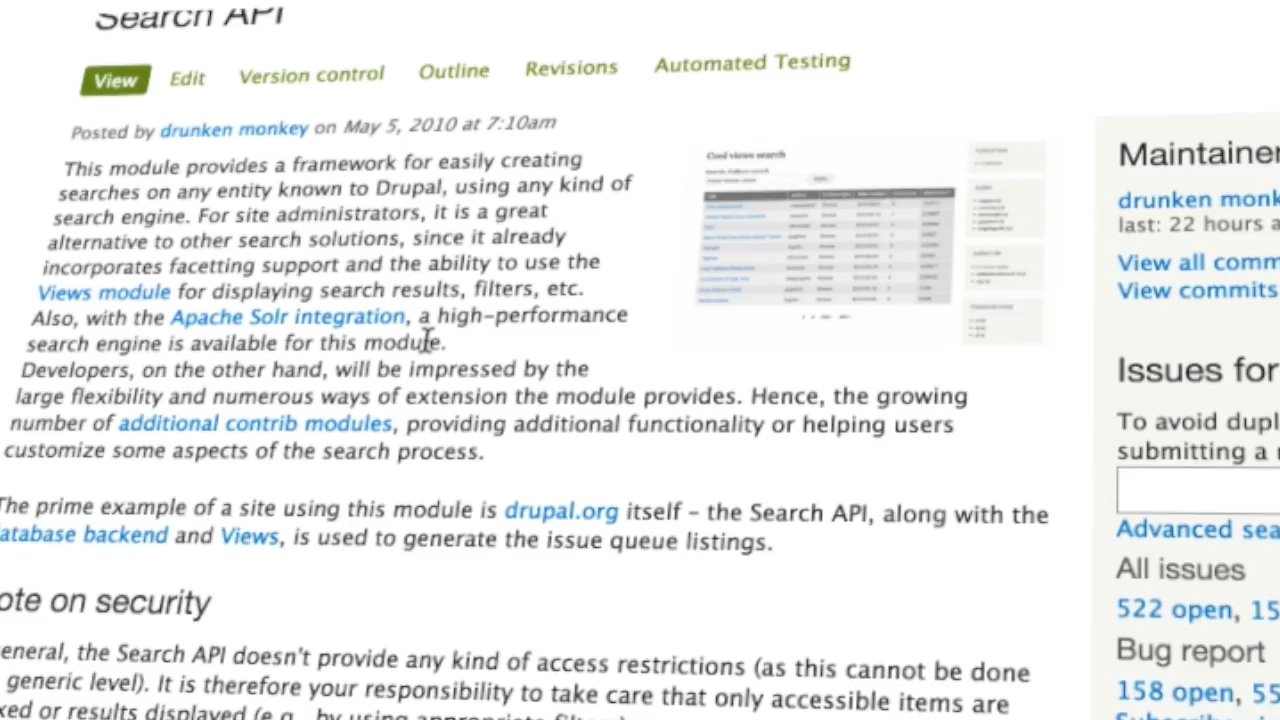 Search API
View Edit Version control Outline Revisions Automated Testing
Posted by drunken monkey on May 5, 2010 at 7:10am
This module provides a framework for easily creating
searches on any entity known to Drupal, using any kind of
search engine. For site administrators, it is a great
alternative to other search solutions, since it already
incorporates facetting support and the ability to use the
Views module for displaying search results, filters, etc.
Also, with the Apache Solr integration, a high-performance
search engine is available for this module.
Developers, on the other hand, will be impressed by the
large flexibility and numerous ways of extension the module provides. Hence, the growing
number of additional contrib modules, providing additional functionality or helping users
customize some aspects of the search process.
The prime example of a site using this module is drupal.org itself – the Search API, along with the
atabase backend and Views, is used to generate the issue queue listings.
ote on security
eneral, the Search API doesn't provide any kind of access restrictions (as this cannot be done
generic level). It is therefore your responsibility to take care that only accessible items are
xed or results displayed (e.g., by using appropriate filters)
Cool views search
Maintainer
drunken monk
last: 22 hours a
View all comm
View commits
Issues for
To avoid dupl
submitting a
Advanced sea
All issues
522 open, 15
Bug report
158 open, 55